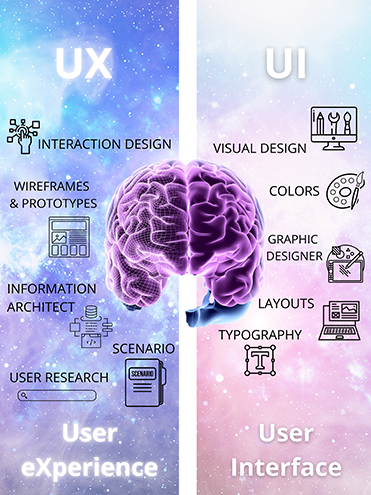 UX
INTERACTION DESIGN
WIREFRAMES
& PROTOTYPES
INFORMATION
ARCHITECT
SCENARIO
SCENARIO
USER RESEARCH
User
eXperience
UI
VISUAL DESIGN
COLORS
GRAPHIC
DESIGNER
LAYOUTS
TYPOGRAPHY
T
User
Interface